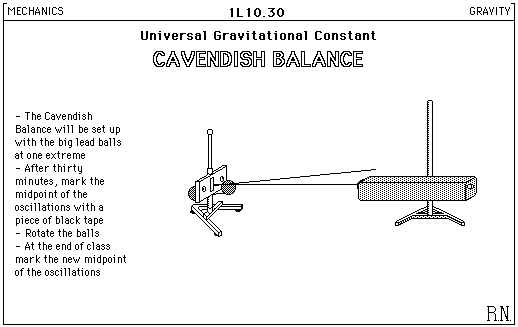 MECHANICS
1L10.30
GRAVITY
Universal Gravitational Constant
CAVENDISH BALANCE
- The Cavendish
Balance will be set up
with the big lead balls
at one extreme
- After thirty
minutes, mark the
midpoint of the
oscillations with a
piece of black tape
- Rotate the balls
- At the end of class
mark the new midpoint
of the oscillations
R.N.